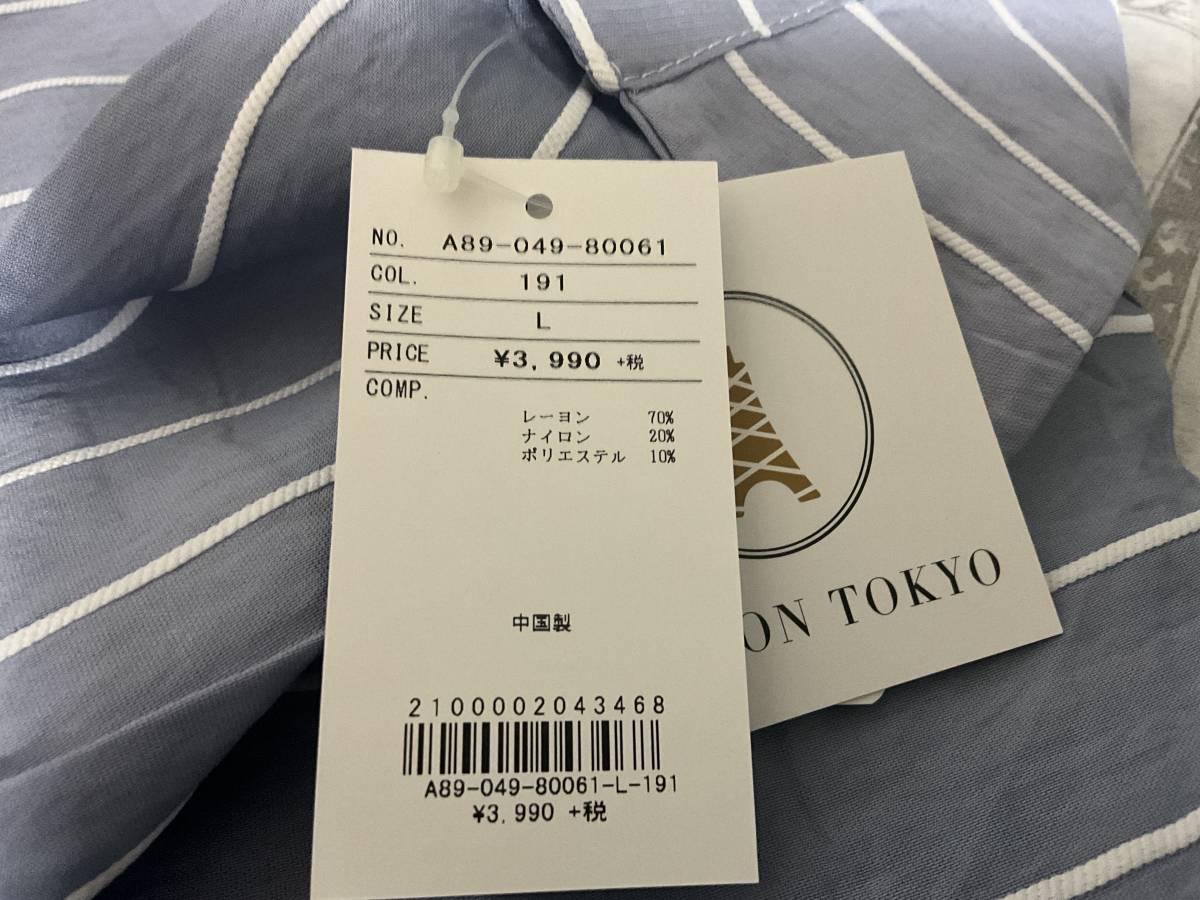 NO. A89-049-80061
COL. 191
SIZE L
PRICE ¥3,990 +税
COMP.
レーヨン 70%
ナイロン 20%
ポリエステル 10%
中国製
2100002043468
A89-049-80061-L-191
¥3,990 +税
TOKYO